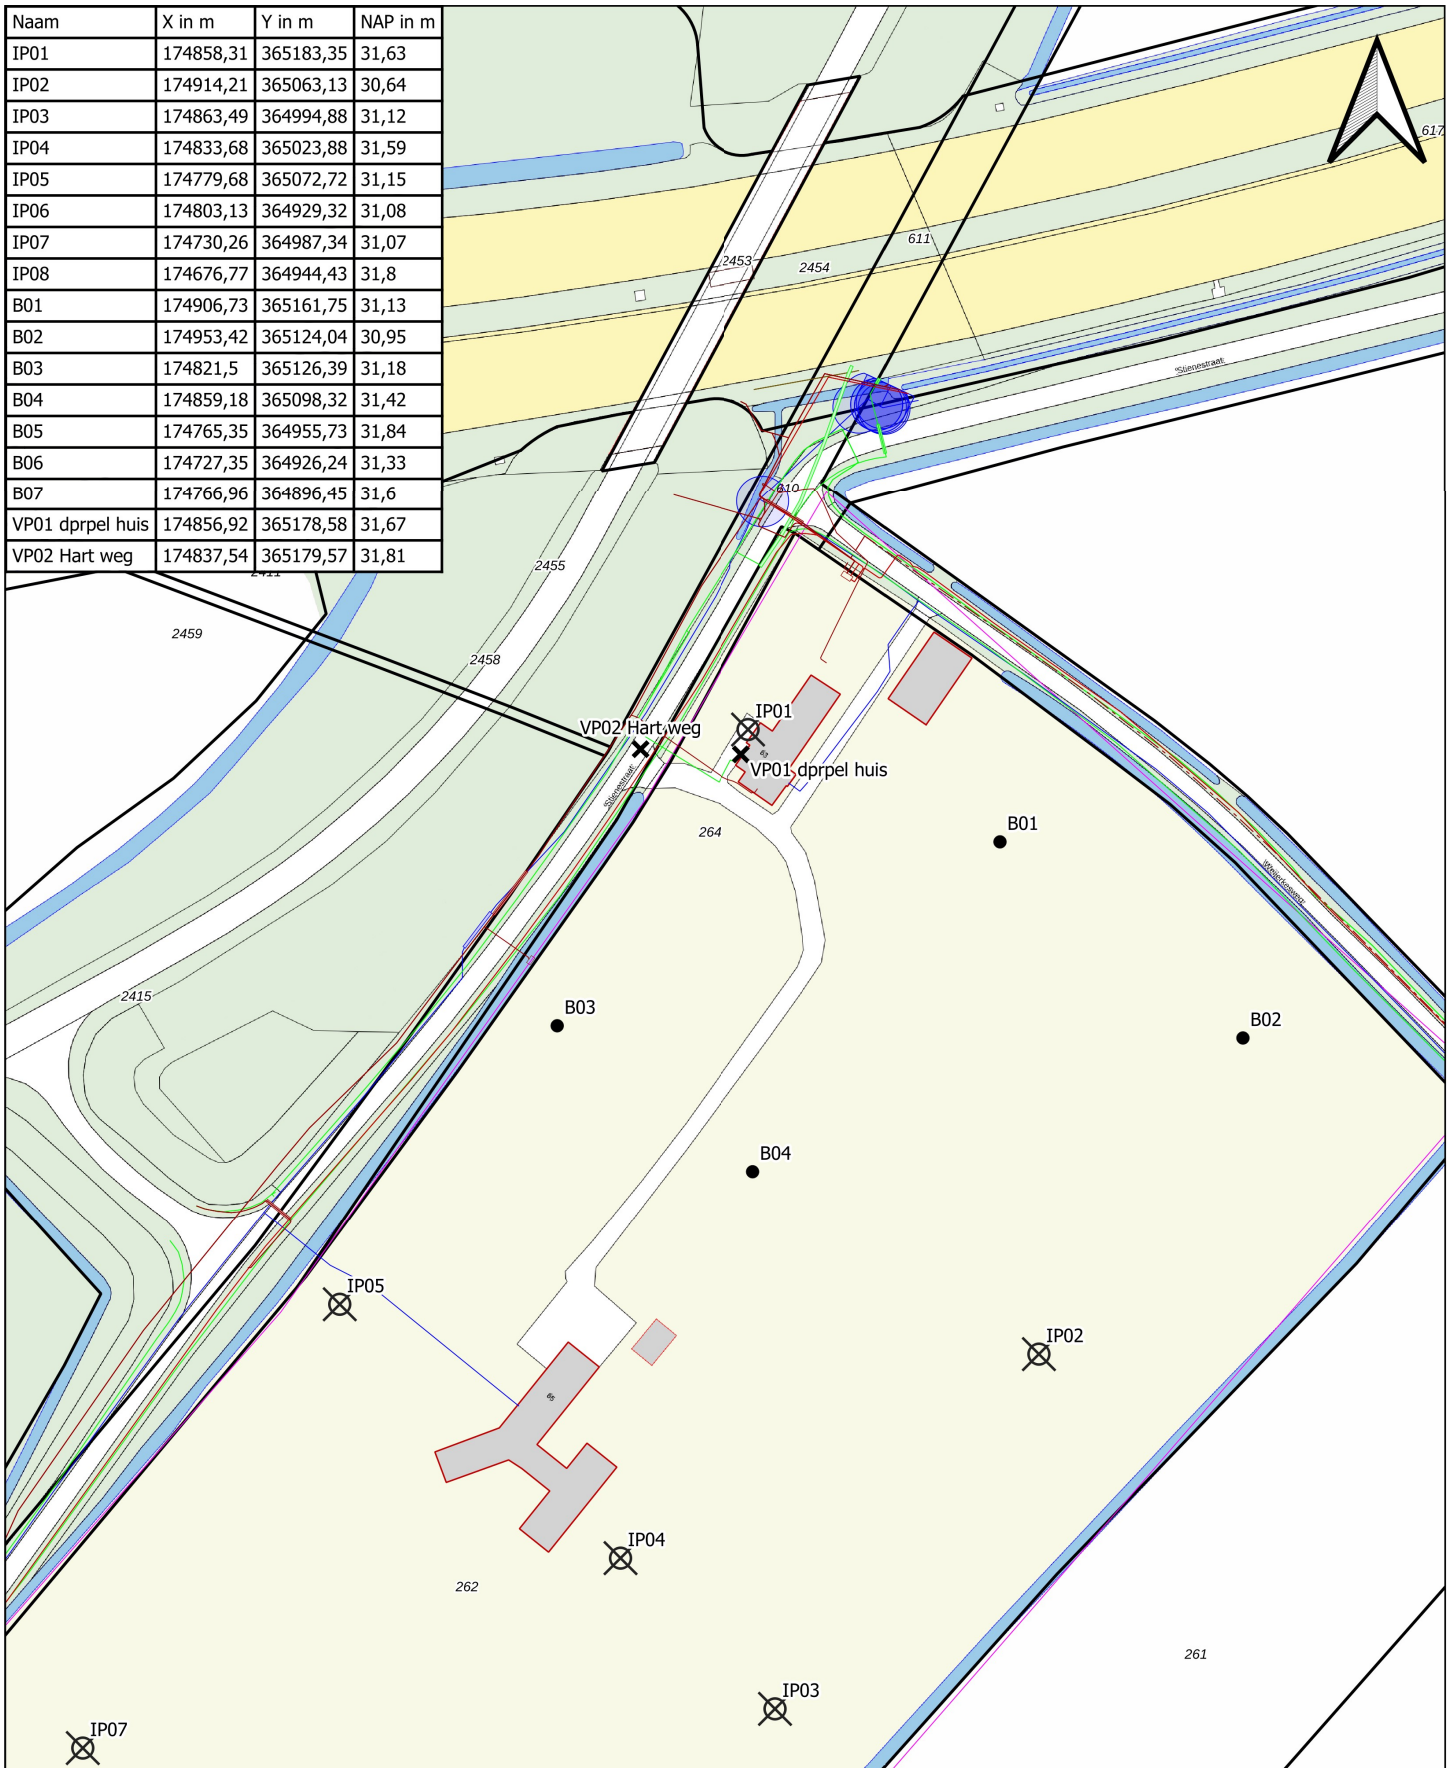 Naam X in m Y in m NAP in m
IP01 174858,31 365183,35 31,63
IP02 174914,21 365063,13 30,64
IP03 174863,49 364994,88 31,12
IP04 174833,68 365023,88 31,59
IP05 174779,68 365072,72 31,15
IP06 174803,13 364929,32 31,08
IP07 174730,26 364987,34 31,07
IP08 174676,77 364944,43 31,8
B01 174906,73 365161,75 31,13
B02 174953,42 365124,04 30,95
B03 174821,5 365126,39 31,18
B04 174859,18 365098,32 31,42
B05 174765,35 364955,73 31,84
B06 174727,35 364926,24 31,33
B07 174766,96 364896,45 31,6
VP01 dprpel huis 174856,92 365178,58 31,67
VP02 Hart weg 174837,54 365179,57 31,81
617
611
2453
2454
'Stienestraat'
610
2455
2411
2459
2458
IP01
VP02 Hart weg
63
VP01 dprpel huis
'Stienestraat'
B01
264
'Weijerkesweg'
2415
B03
B02
B04
IP05
IP02
65
IP04
262
261
IP03
IP07